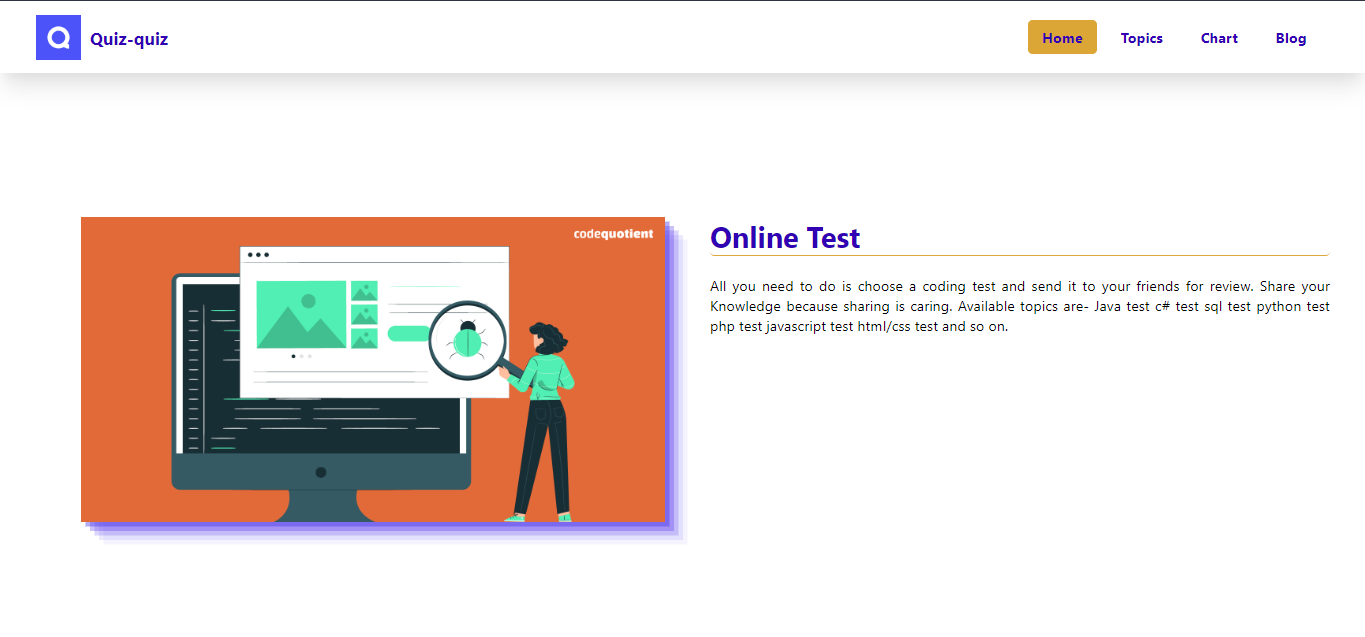 Quiz-quiz
Home Topics Chart Blog
codequotient
Online Test
All you need to do is choose a coding test and send it to your friends for review. Share your
Knowledge because sharing is caring. Available topics are- Java test c# test sql test python test
php test javascript test html/css test and so on.